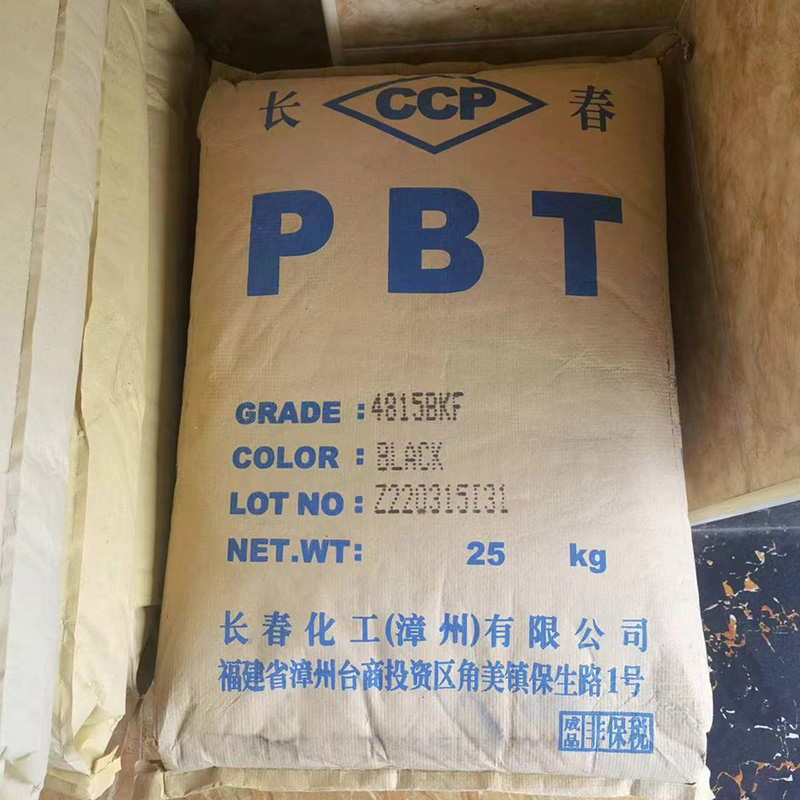 长 CCP 春
PBT
GRADE : 4815BKF
COLOR : BLACK
LOT NO : Z220315I31
NET.WT: 25 kg
长春化工(漳州)有限公司
福建省漳州台商投资区角美镇保生路1号
成品 非保税